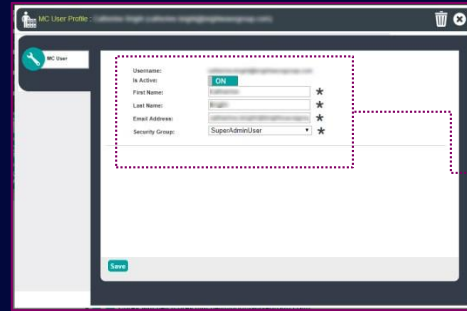 MC User Profile :
MC User
Username:
Is Active: ON
First Name: ★
Last Name: ★
Email Address: ★
Security Group: SuperAdminUser ★
Save